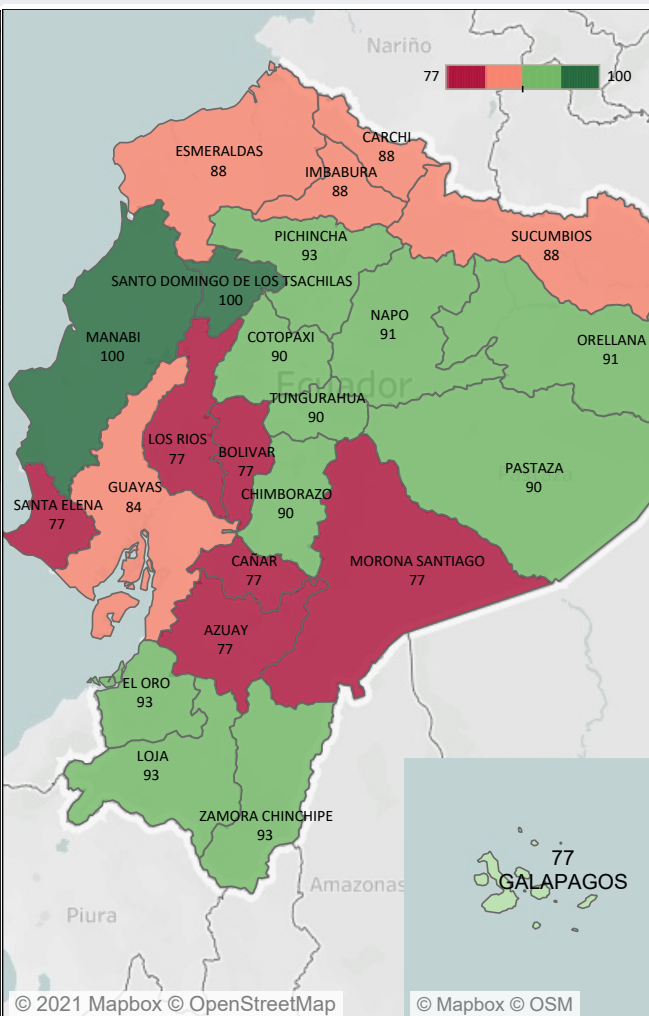 Nariño
77 100
CARCHI
88
ESMERALDAS
88
IMBABURA
88
SUCUMBIOS
88
PICHINCHA
93
SANTO DOMINGO DE LOS TSACHILAS
100
NAPO
91
MANABI
100
COTOPAXI
90
ORELLANA
91
Ecuador
TUNGURAHUA
90
LOS RIOS
77
BOLIVAR
77
PASTAZA
90
GUAYAS
84
CHIMBORAZO
90
SANTA ELENA
77
CAÑAR
77
MORONA SANTIAGO
77
AZUAY
77
EL ORO
93
LOJA
93
ZAMORA CHINCHIPE
93
77
GALAPAGOS
Amazonas
Piura
© 2021 Mapbox © OpenStreetMap
© Mapbox © OSM